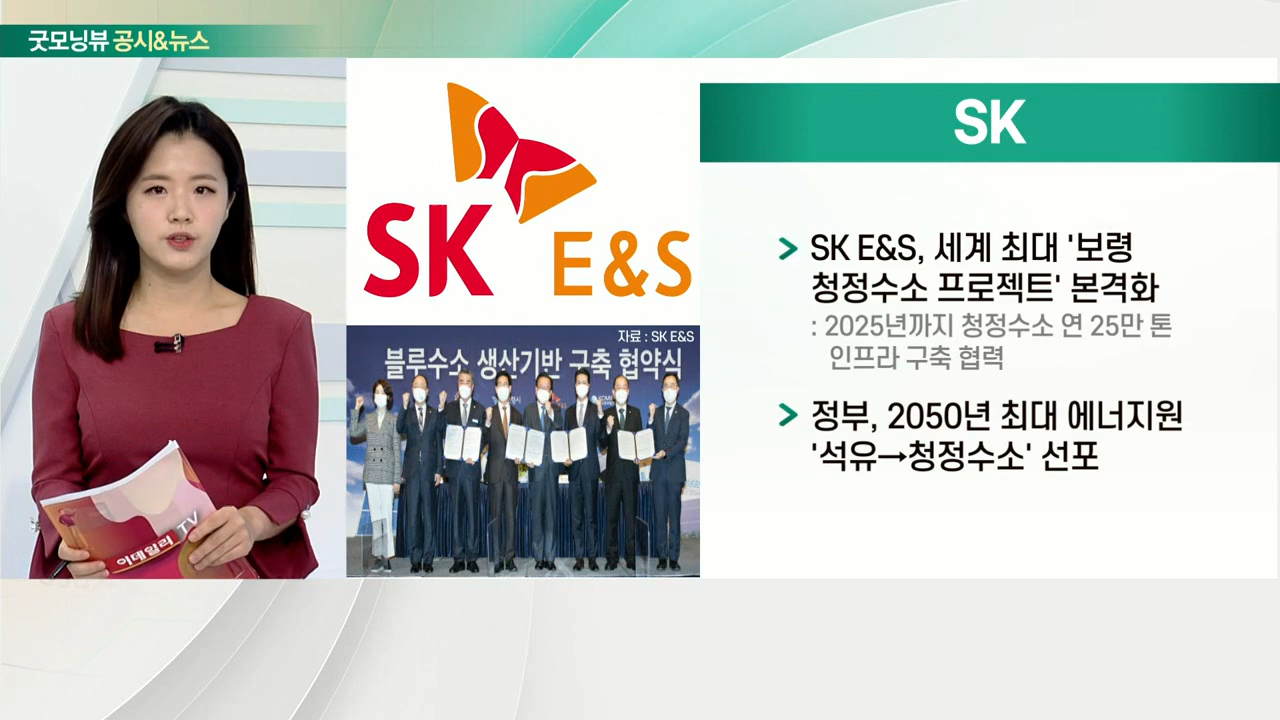 굿모닝뷰 공시&뉴스
SK E&S
SK
자료 : SK E&S
블루수소 생산기반 구축 협약식
SK E&S, 세계 최대 '보령
청정수소 프로젝트' 본격화
: 2025년까지 청정수소 연 25만 톤
인프라 구축 협력
정부, 2050년 최대 에너지원
'석유→청정수소' 선포
이데일리 TV